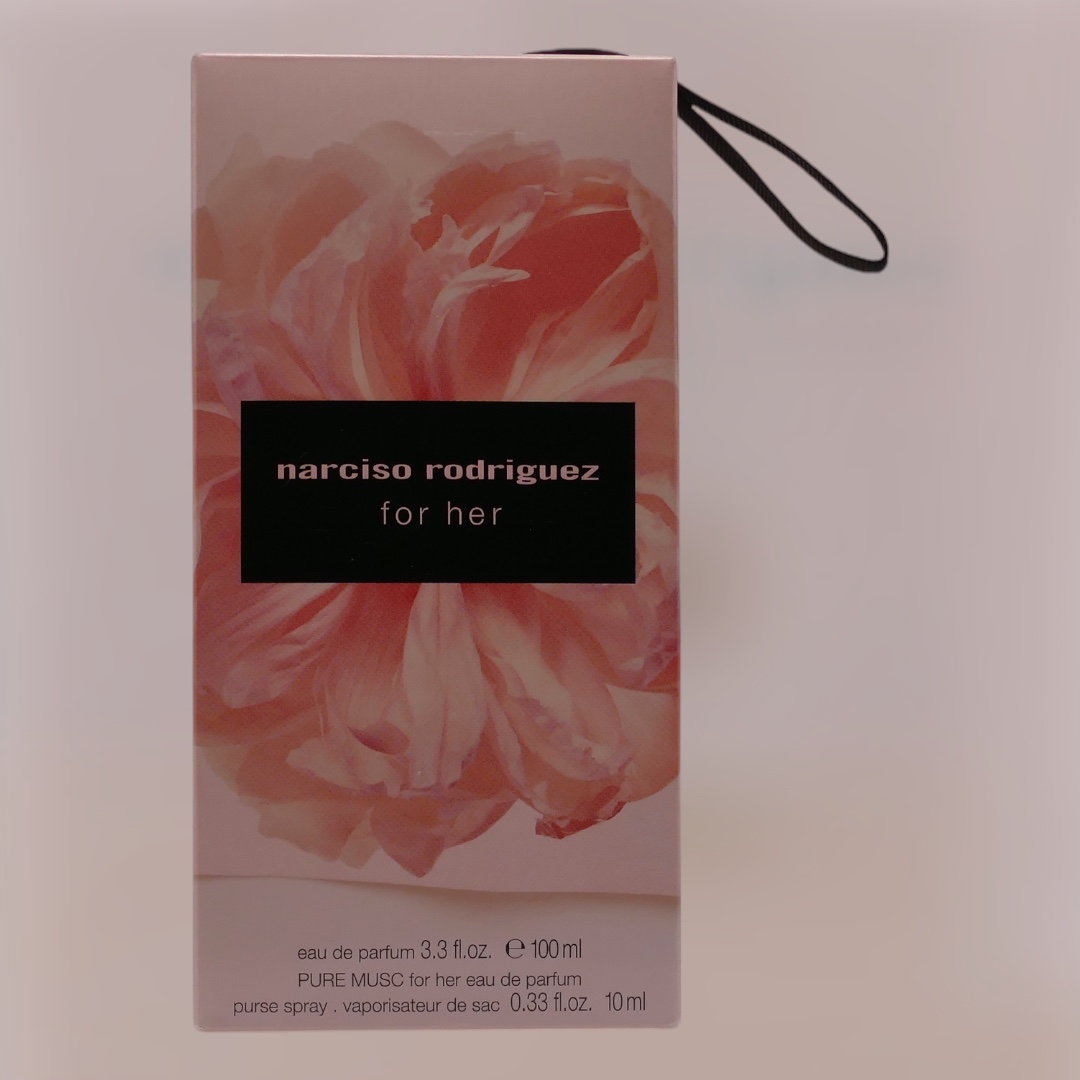 narciso rodriguez
for her
eau de parfum 3.3 fl.oz. ℮ 100 ml
PURE MUSC for her eau de parfum
purse spray . vaporisateur de sac 0.33 fl.oz. 10 ml